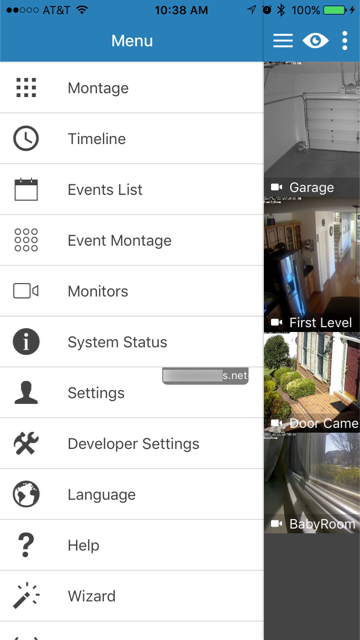 AT&T 10:38 AM 100%
Menu
Montage
Timeline
Events List
Event Montage
Monitors
System Status
s.net
Settings
Developer Settings
Language
Help
Wizard
Garage
First Level
Door Came
BabyRoom